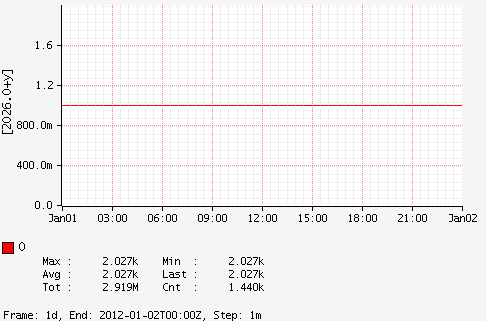 [2026.0+y]
1.6
1.2
800.0m
400.0m
0.0
Jan01 03:00 06:00 09:00 12:00 15:00 18:00 21:00 Jan02
0
Max : 2.027k Min : 2.027k
Avg : 2.027k Last : 2.027k
Tot : 2.919M Cnt : 1.440k
Frame: 1d, End: 2012-01-02T00:00Z, Step: 1m